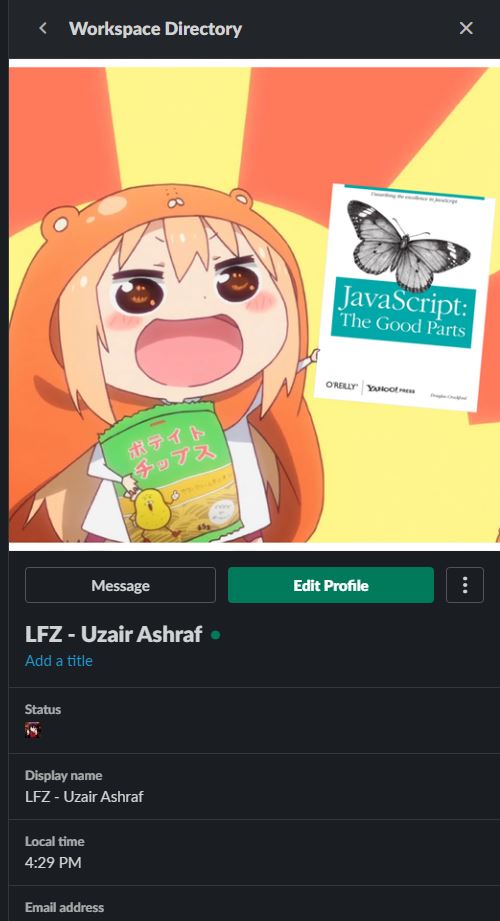 Workspace Directory
Unearthing the excellence in JavaScript
JavaScript:
The Good Parts
O'REILLY®
YAHOO! PRESS
Douglas Crockford
ポテイト
チップス
Message
Edit Profile
LFZ - Uzair Ashraf
Add a title
Status
Display name
LFZ - Uzair Ashraf
Local time
4:29 PM
Email address